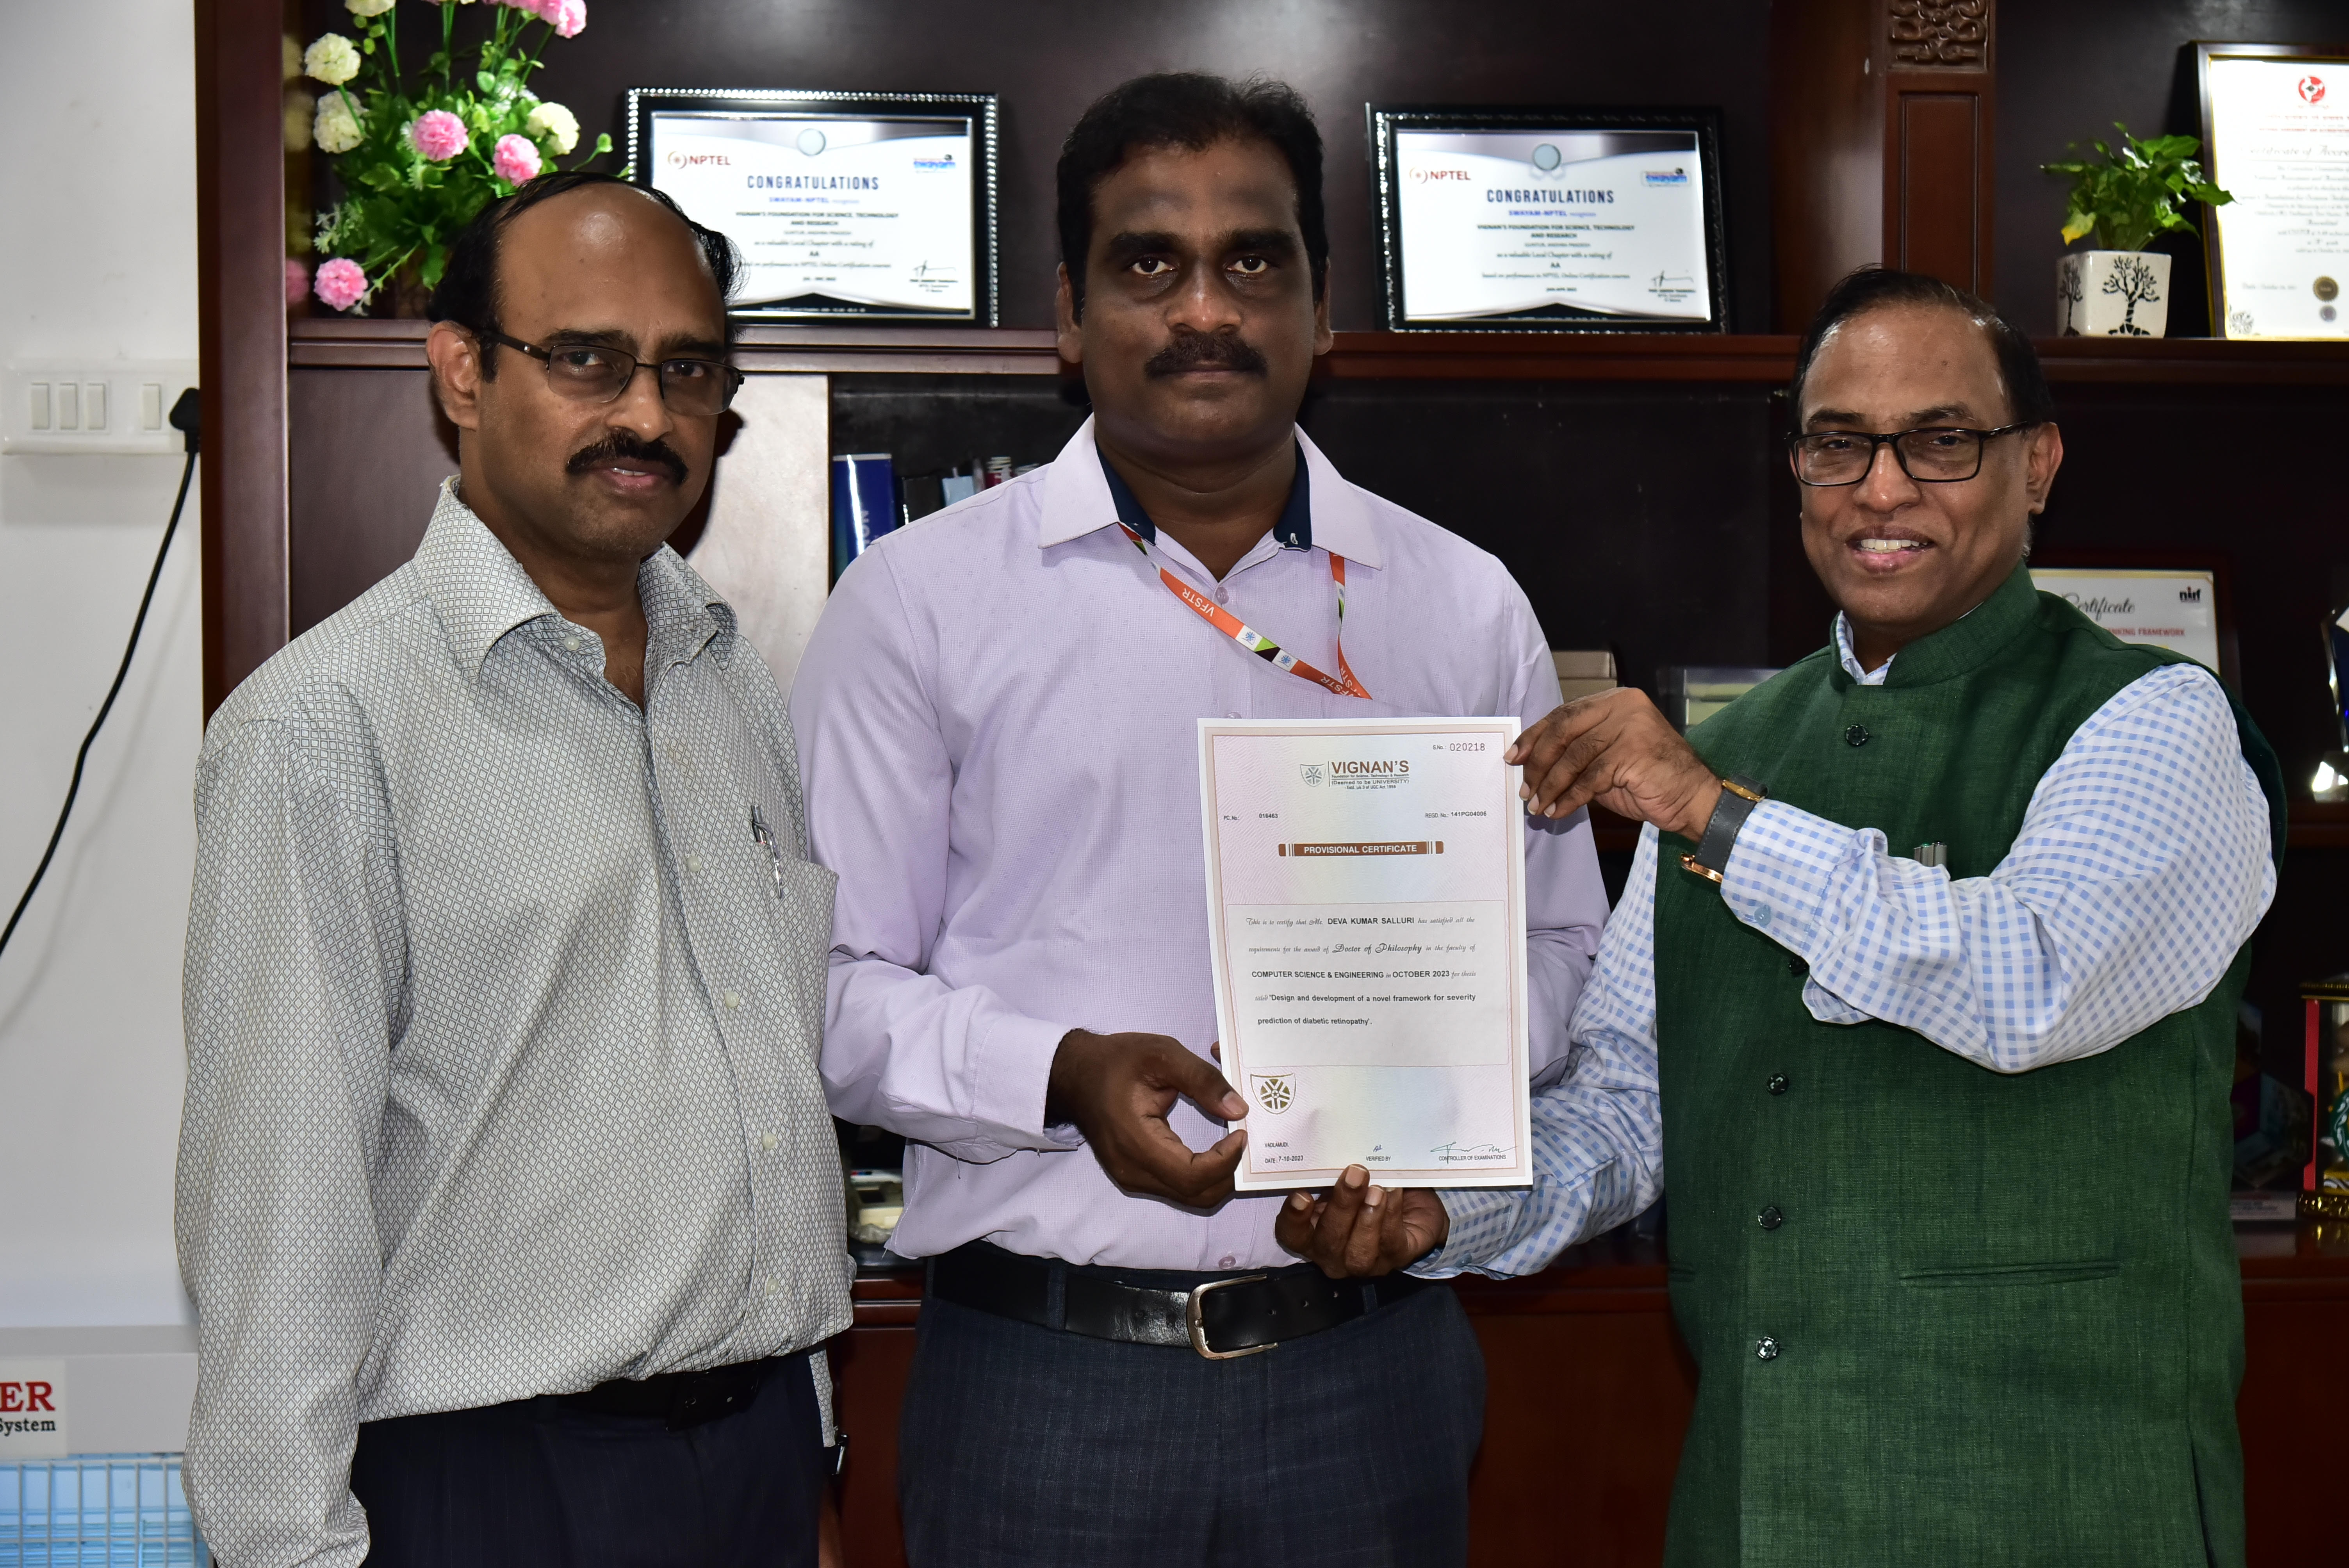 NPTEL
swayam
CONGRATULATIONS
SWAYAM-NPTEL recognizes
VIGNAN'S FOUNDATION FOR SCIENCE, TECHNOLOGY
AND RESEARCH
GUNTUR, ANDHRA PRADESH
as a valuable Local Chapter with a rating of
AA
based on performance in NPTEL Online Certification courses
NPTEL
swayam
CONGRATULATIONS
SWAYAM-NPTEL recognizes
VIGNAN'S FOUNDATION FOR SCIENCE, TECHNOLOGY
AND RESEARCH
GUNTUR, ANDHRA PRADESH
as a valuable Local Chapter with a rating of
AA
based on performance in NPTEL Online Certification courses
Certificate of
Certificate
nirf
KING FRAMEWORK
VFSTR
VFSTR
S.No.: 020218
VIGNAN'S
Foundation for Science, Technology & Research
(Deemed to be UNIVERSITY)
- Estd. u/s 3 of UGC Act 1956
PC. No.: 016463
REGD. No.: 141PG04006
PROVISIONAL CERTIFICATE
This is to certify that Mr. DEVA KUMAR SALLURI has satisfied all the
requirements for the award of Doctor of Philosophy in the faculty of
COMPUTER SCIENCE & ENGINEERING in OCTOBER 2023 for thesis
titled 'Design and development of a novel framework for severity
prediction of diabetic retinopathy'.
VADLAMUDI,
DATE: 7-10-2023
VERIFIED BY
CONTROLLER OF EXAMINATIONS
ER
System